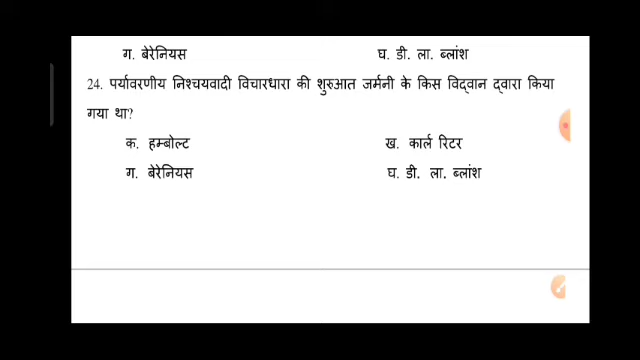 ग. बेरेनियस घ. डी. ला. ब्लांश
24. पर्यावरणीय निश्चयवादी विचारधारा की शुरुआत जर्मनी के किस विद्वान द्वारा किया
गया था?
क. हम्बोल्ट ख. कार्ल रिटर
ग. बेरेनियस घ. डी. ला. ब्लांश